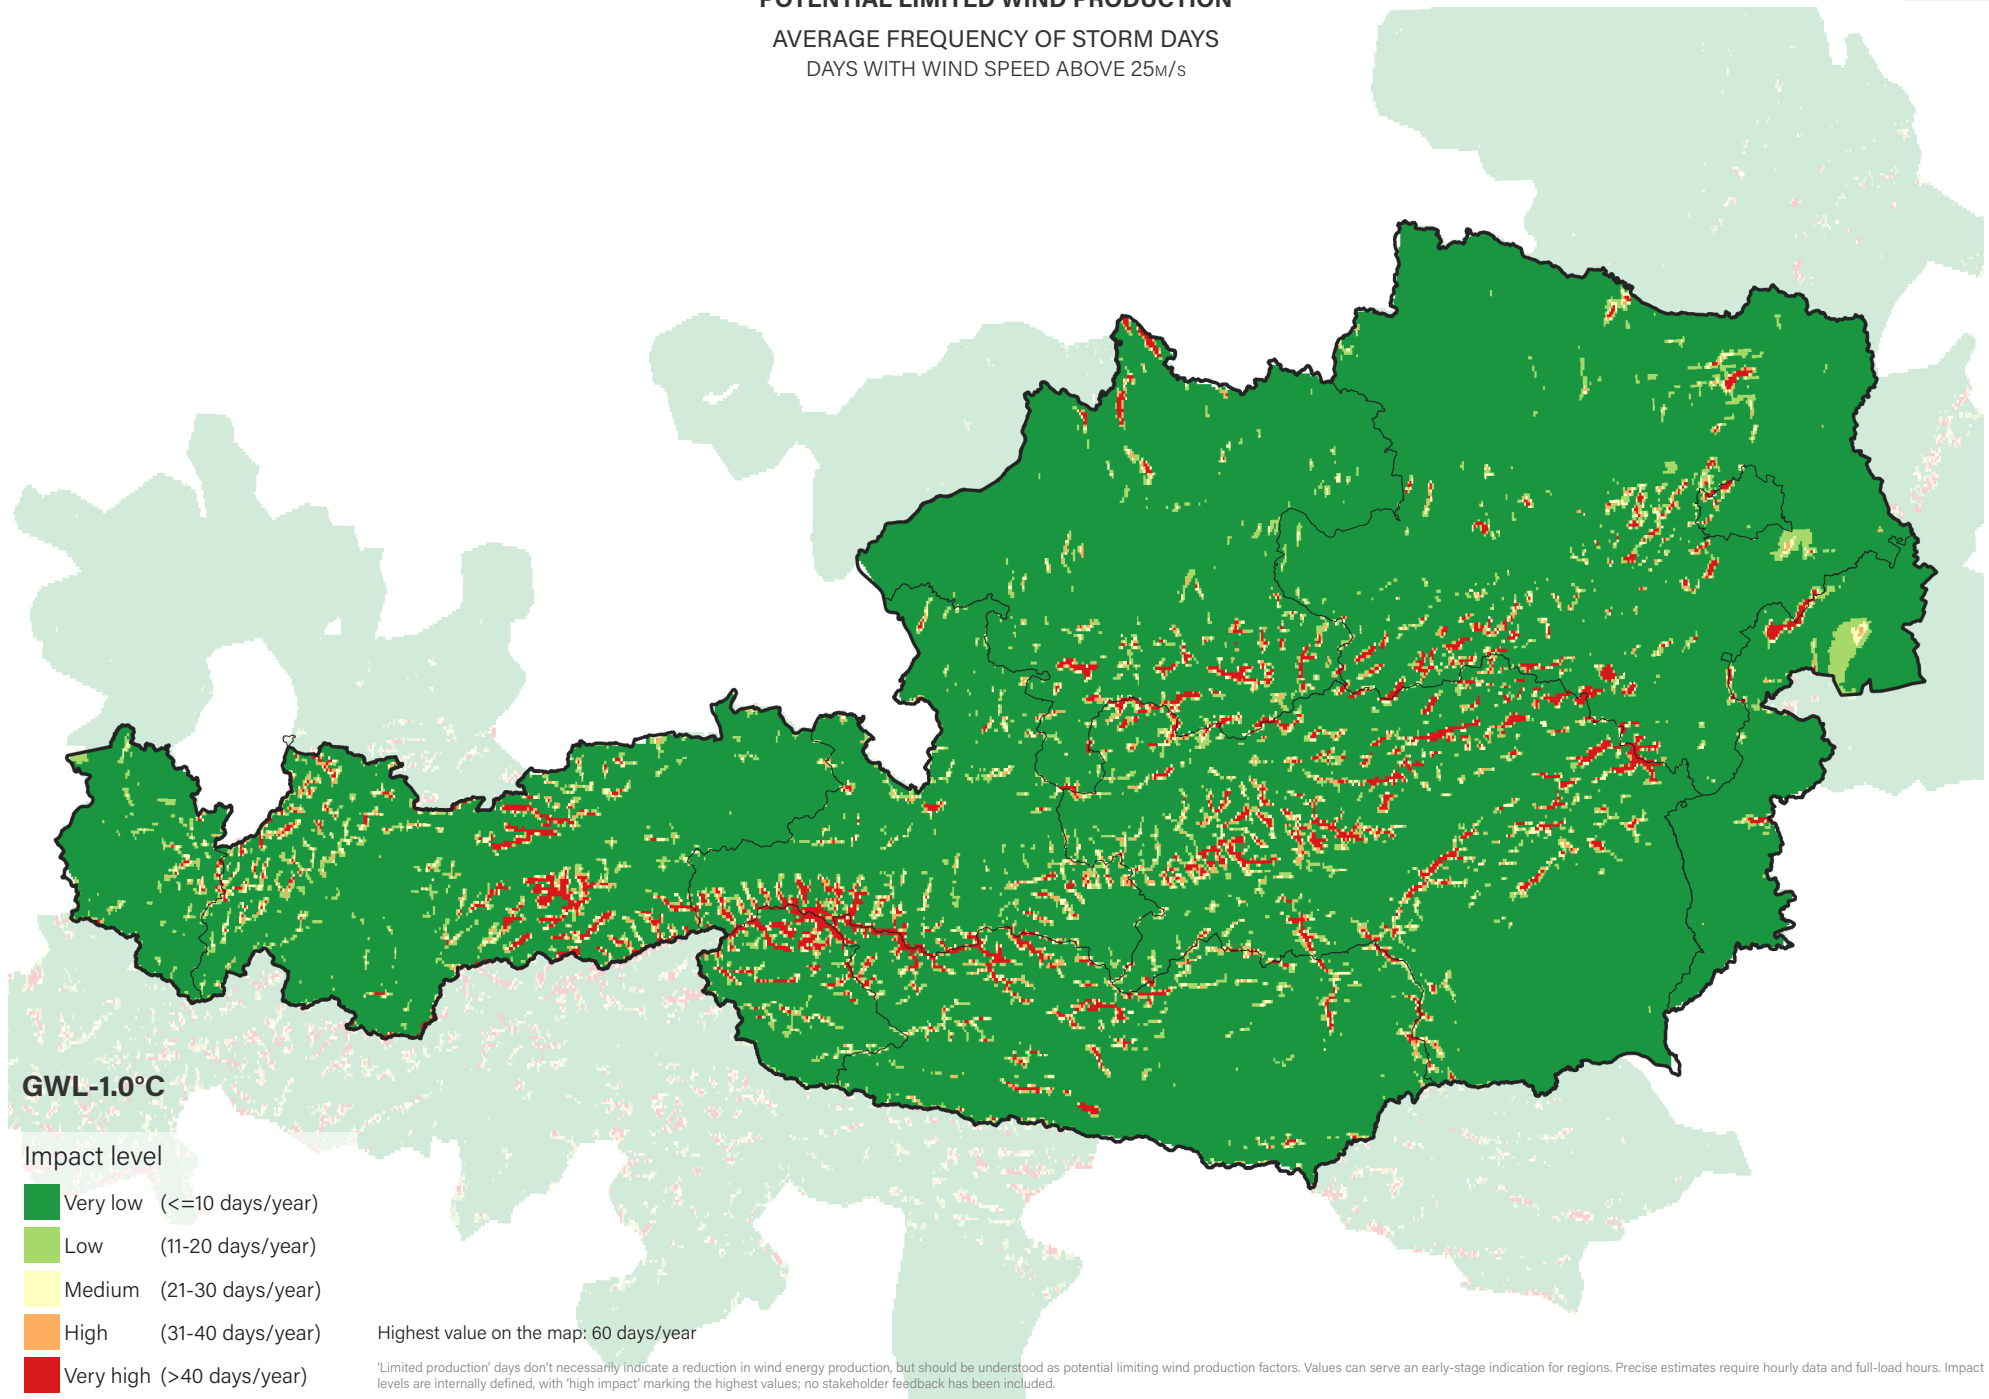 POTENTIAL LIMITED WIND PRODUCTION
AVERAGE FREQUENCY OF STORM DAYS
DAYS WITH WIND SPEED ABOVE 25M/S
GWL-1.0°C
Impact level
Very low (<=10 days/year)
Low (11-20 days/year)
Medium (21-30 days/year)
High (31-40 days/year)
Very high (>40 days/year)
Highest value on the map: 60 days/year
'Limited production' days don't necessarily indicate a reduction in wind energy production, but should be understood as potential limiting wind production factors. Values can serve an early-stage indication for regions. Precise estimates require hourly data and full-load hours. Impact
levels are internally defined, with 'high impact' marking the highest values; no stakeholder feedback has been included.